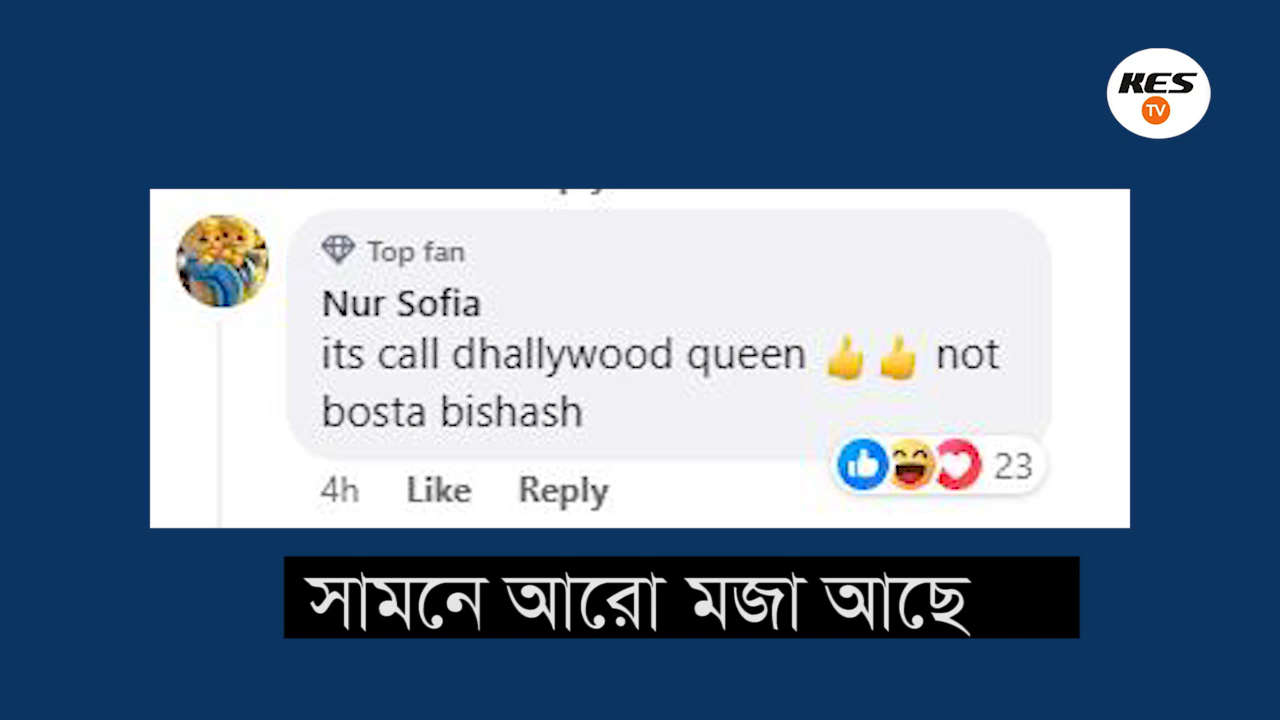 KES
TV
Top fan
Nur Sofia
its call dhallywood queen 👍👍 not
bosta bishash
4h Like Reply 23
সামনে আরো মজা আছে